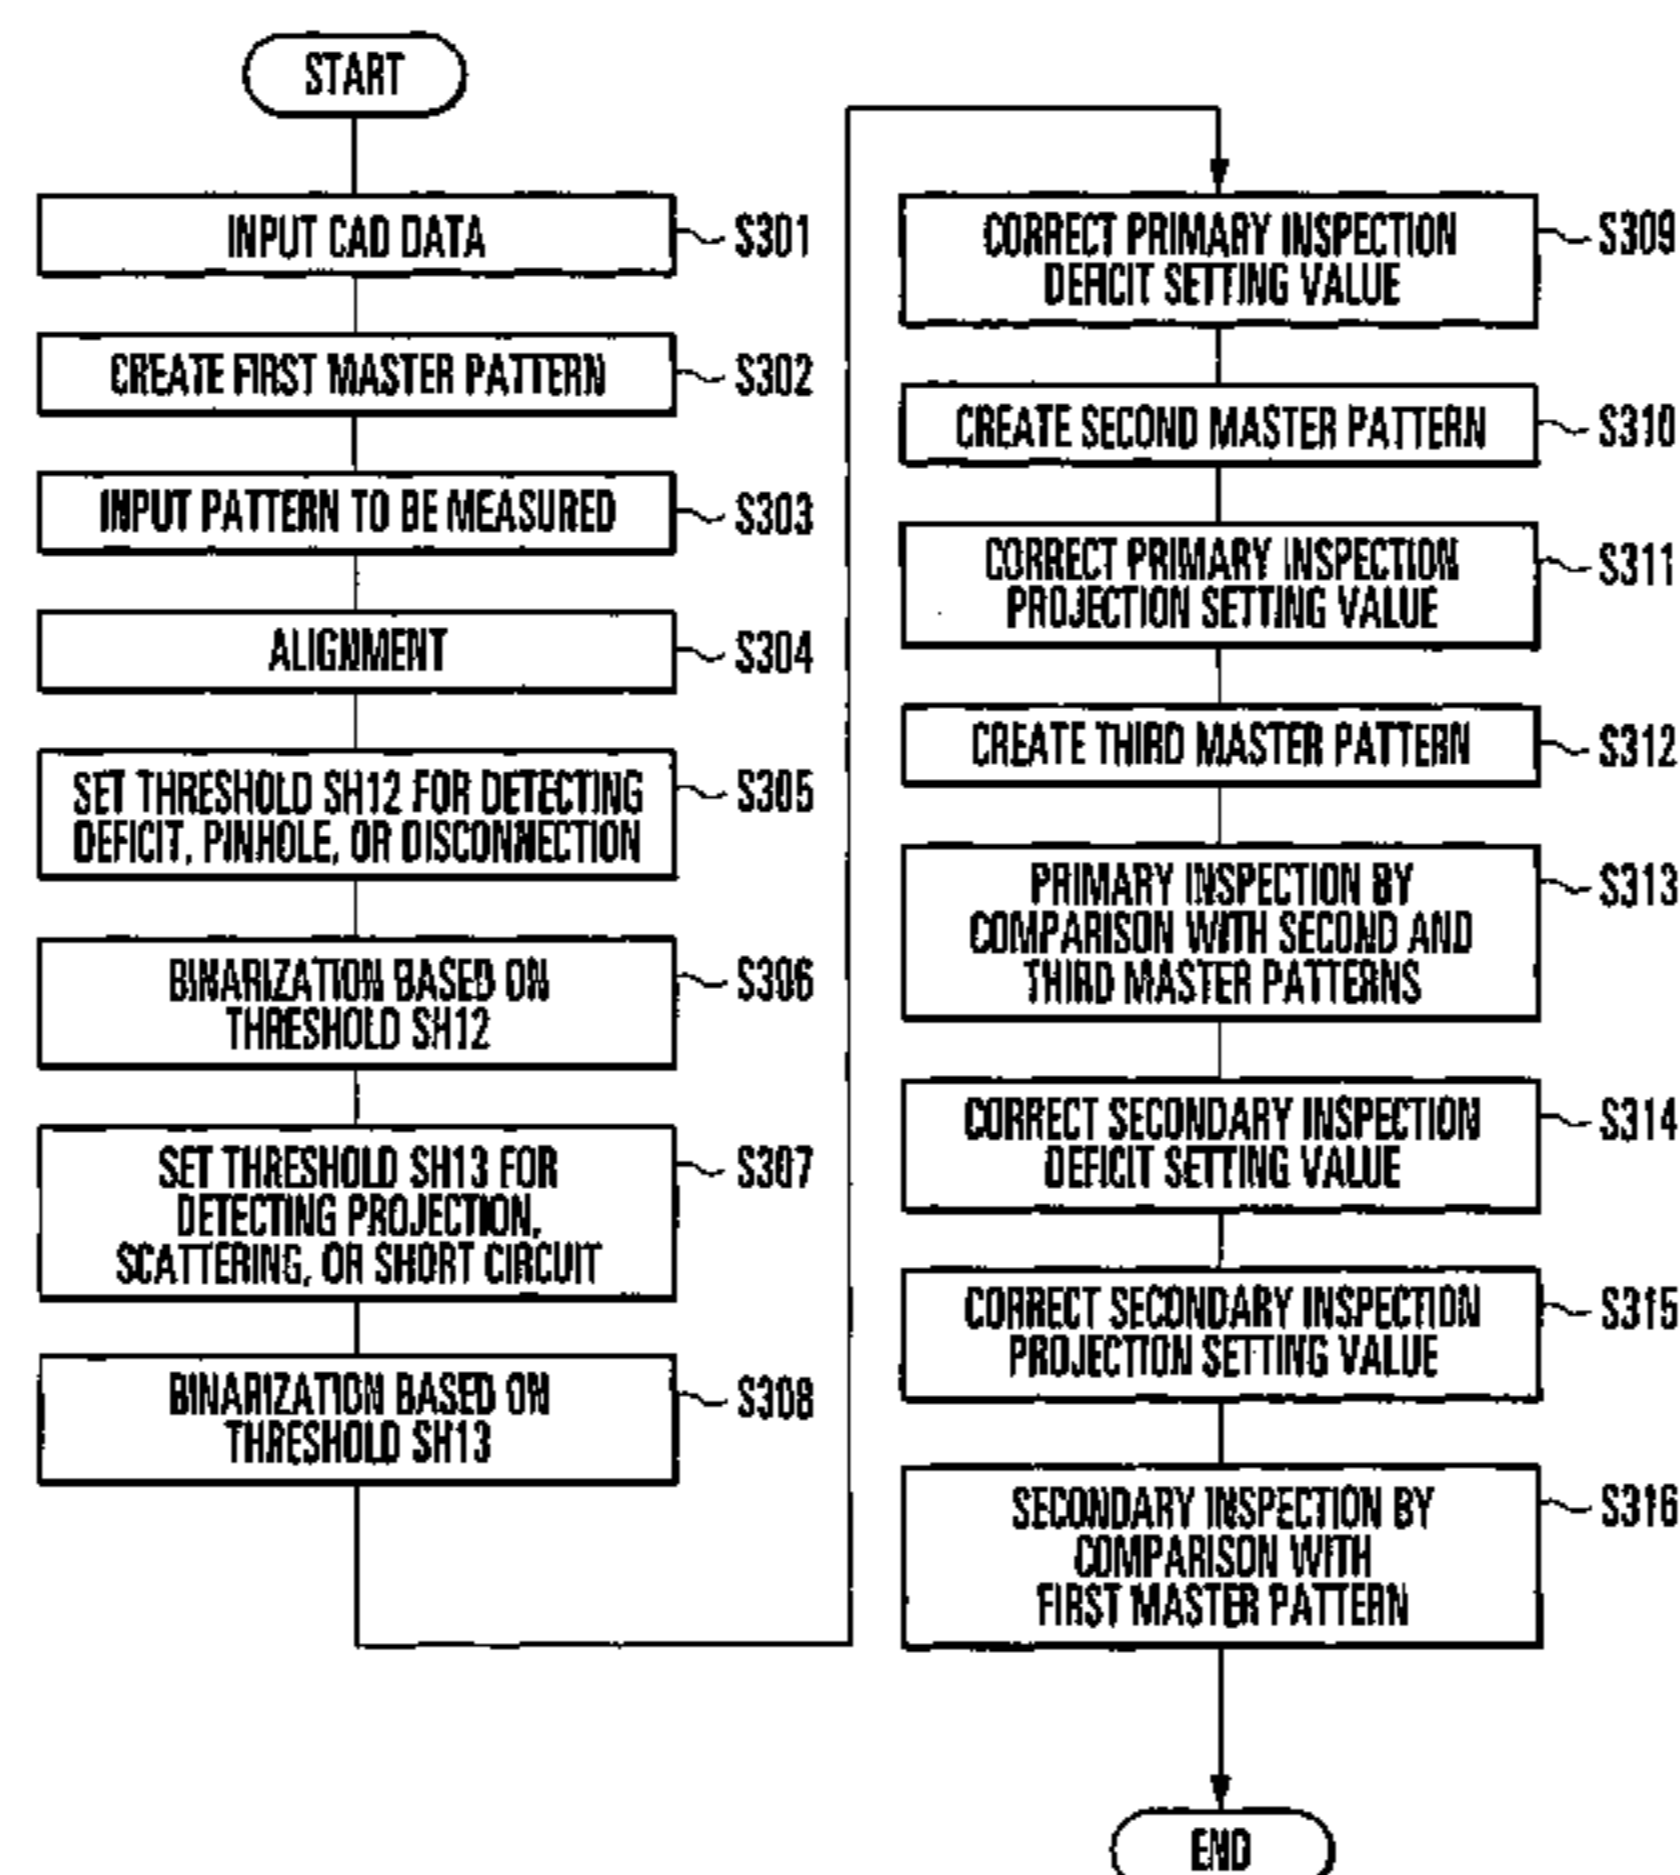 START
INPUT CAD DATA
S301
CREATE FIRST MASTER PATTERN
S302
INPUT PATTERN TO BE MEASURED
S303
ALIGNMENT
S304
SET THRESHOLD SH12 FOR DETECTING
DEFICIT, PINHOLE, OR DISCONNECTION
S305
BINARIZATION BASED ON
THRESHOLD SH12
S306
SET THRESHOLD SH13 FOR
DETECTING PROJECTION,
SCATTERING, OR SHORT CIRCUIT
S307
BINARIZATION BASED ON
THRESHOLD SH13
S308
CORRECT PRIMARY INSPECTION
DEFICIT SETTING VALUE
S309
CREATE SECOND MASTER PATTERN
S310
CORRECT PRIMARY INSPECTION
PROJECTION SETTING VALUE
S311
CREATE THIRD MASTER PATTERN
S312
PRIMARY INSPECTION BY
COMPARISON WITH SECOND AND
THIRD MASTER PATTERNS
S313
CORRECT SECONDARY INSPECTION
DEFICIT SETTING VALUE
S314
CORRECT SECONDARY INSPECTION
PROJECTION SETTING VALUE
S315
SECONDARY INSPECTION BY
COMPARISON WITH
FIRST MASTER PATTERN
S316
END